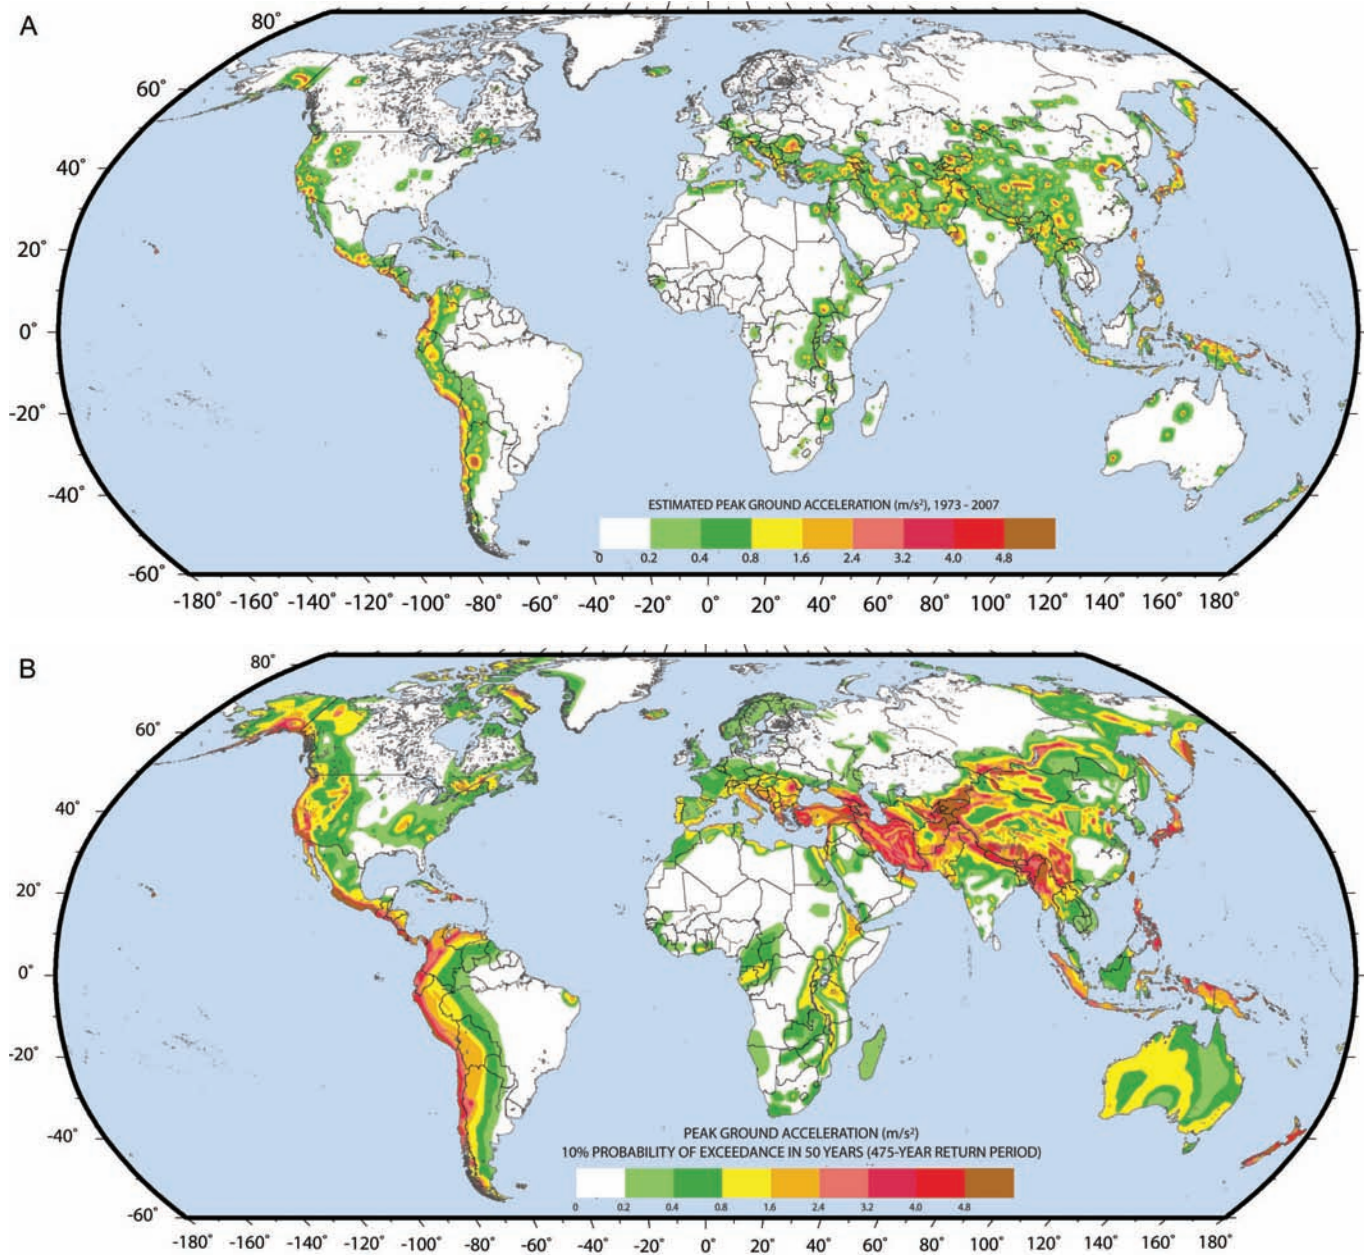 A
80°
60°
40°
20°
0°
-20°
-40°
-60°
ESTIMATED PEAK GROUND ACCELERATION (m/s²), 1973 - 2007
0 0.2 0.4 0.8 1.6 2.4 3.2 4.0 4.8
-180° -160° -140° -120° -100° -80° -60° -40° -20° 0° 20° 40° 60° 80° 100° 120° 140° 160° 180°
B
80°
60°
40°
20°
0°
-20°
-40°
-60°
PEAK GROUND ACCELERATION (m/s²)
10% PROBABILITY OF EXCEEDANCE IN 50 YEARS (475-YEAR RETURN PERIOD)
0 0.2 0.4 0.8 1.6 2.4 3.2 4.0 4.8
-180° -160° -140° -120° -100° -80° -60° -40° -20° 0° 20° 40° 60° 80° 100° 120° 140° 160° 180°